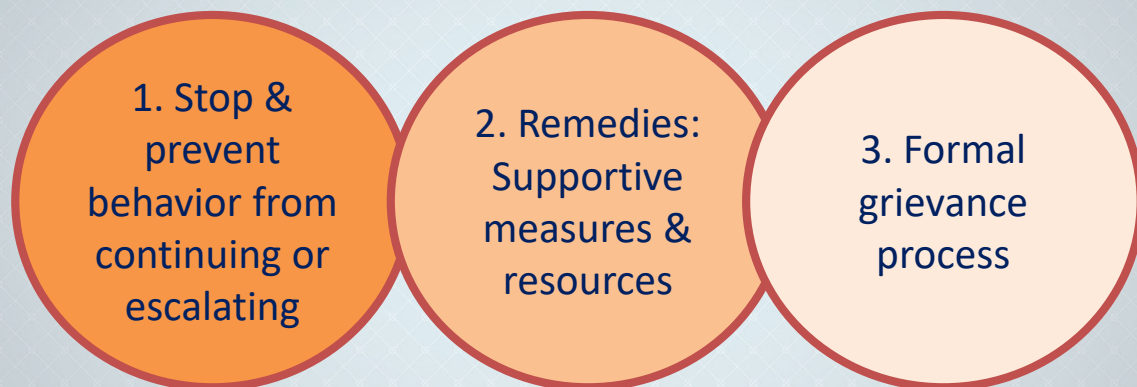 1. Stop &
prevent
behavior from
continuing or
escalating
2. Remedies:
Supportive
measures &
resources
3. Formal
grievance
process